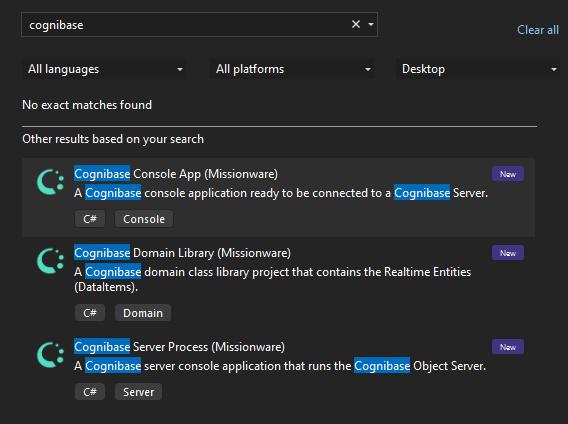 cognibase
Clear all
All languages
All platforms
Desktop
No exact matches found
Other results based on your search
Cognibase Console App (Missionware)
New
A Cognibase console application ready to be connected to a Cognibase Server.
C#
Console
Cognibase Domain Library (Missionware)
New
A Cognibase domain class library project that contains the Realtime Entities
(DataItems).
C#
Domain
Cognibase Server Process (Missionware)
New
A Cognibase server console application that runs the Cognibase Object Server.
C#
Server